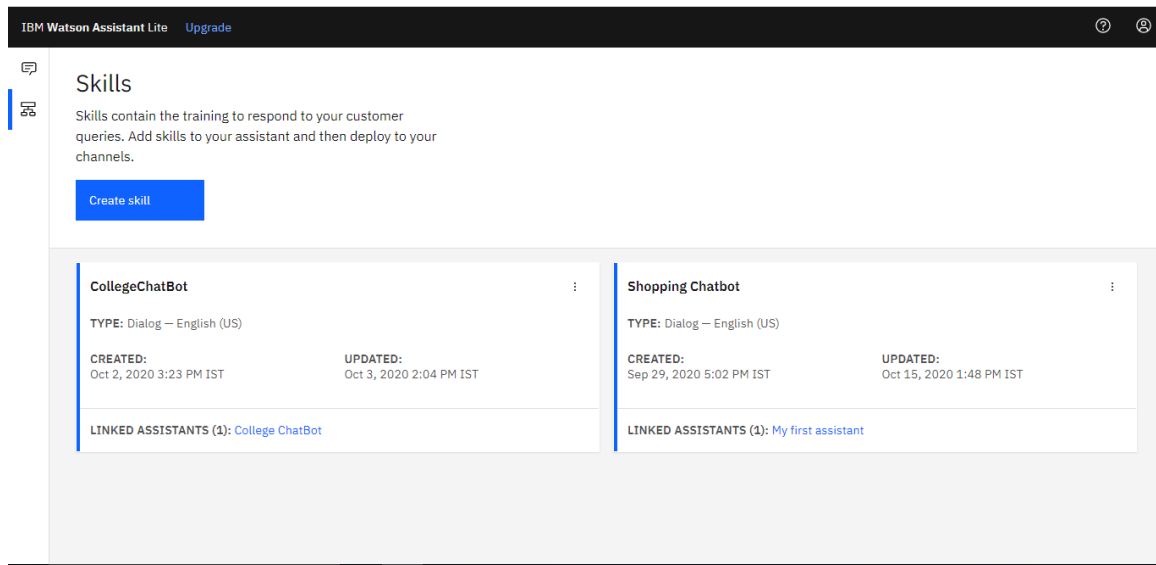 IBM Watson Assistant Lite Upgrade
Skills
Skills contain the training to respond to your customer
queries. Add skills to your assistant and then deploy to your
channels.
Create skill
CollegeChatBot
TYPE: Dialog — English (US)
CREATED:
Oct 2, 2020 3:23 PM IST
UPDATED:
Oct 3, 2020 2:04 PM IST
LINKED ASSISTANTS (1): College ChatBot
Shopping Chatbot
TYPE: Dialog — English (US)
CREATED:
Sep 29, 2020 5:02 PM IST
UPDATED:
Oct 15, 2020 1:48 PM IST
LINKED ASSISTANTS (1): My first assistant